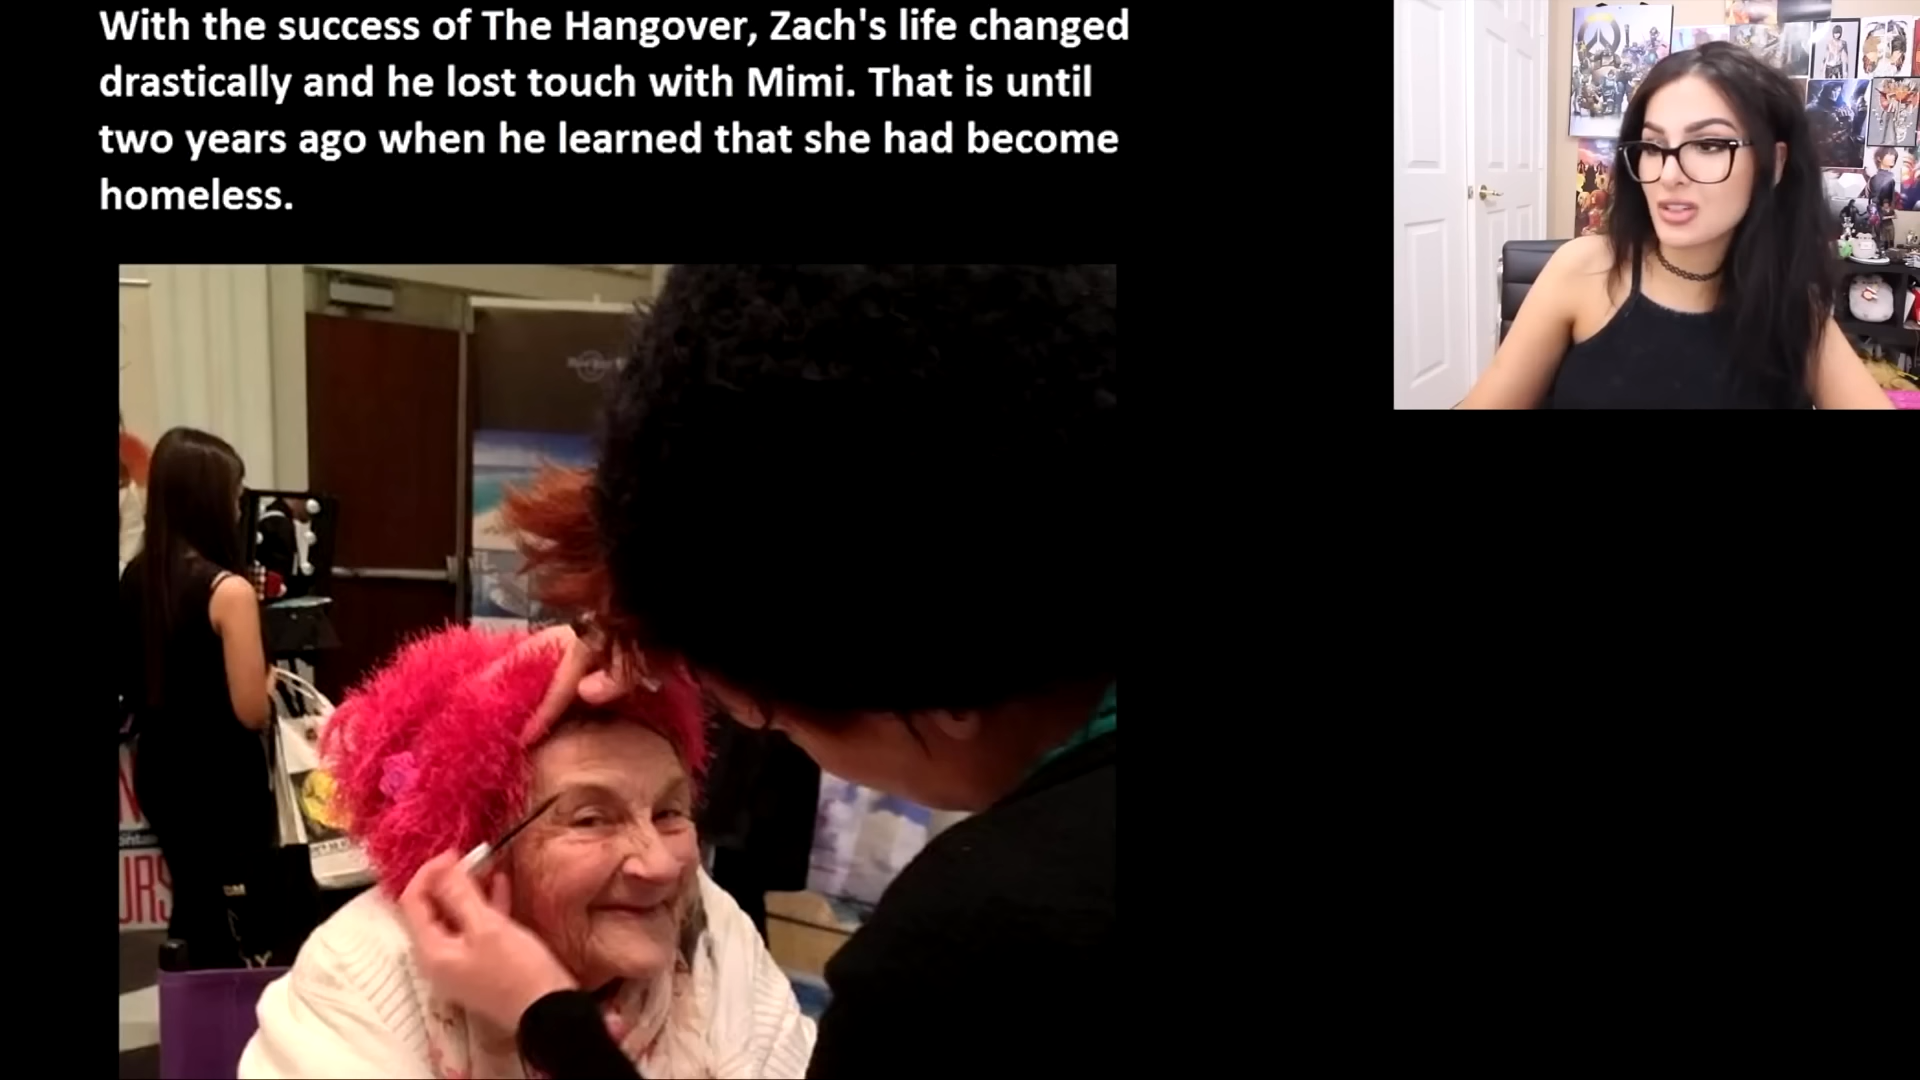 With the success of The Hangover, Zach's life changed
drastically and he lost touch with Mimi. That is until
two years ago when he learned that she had become
homeless.